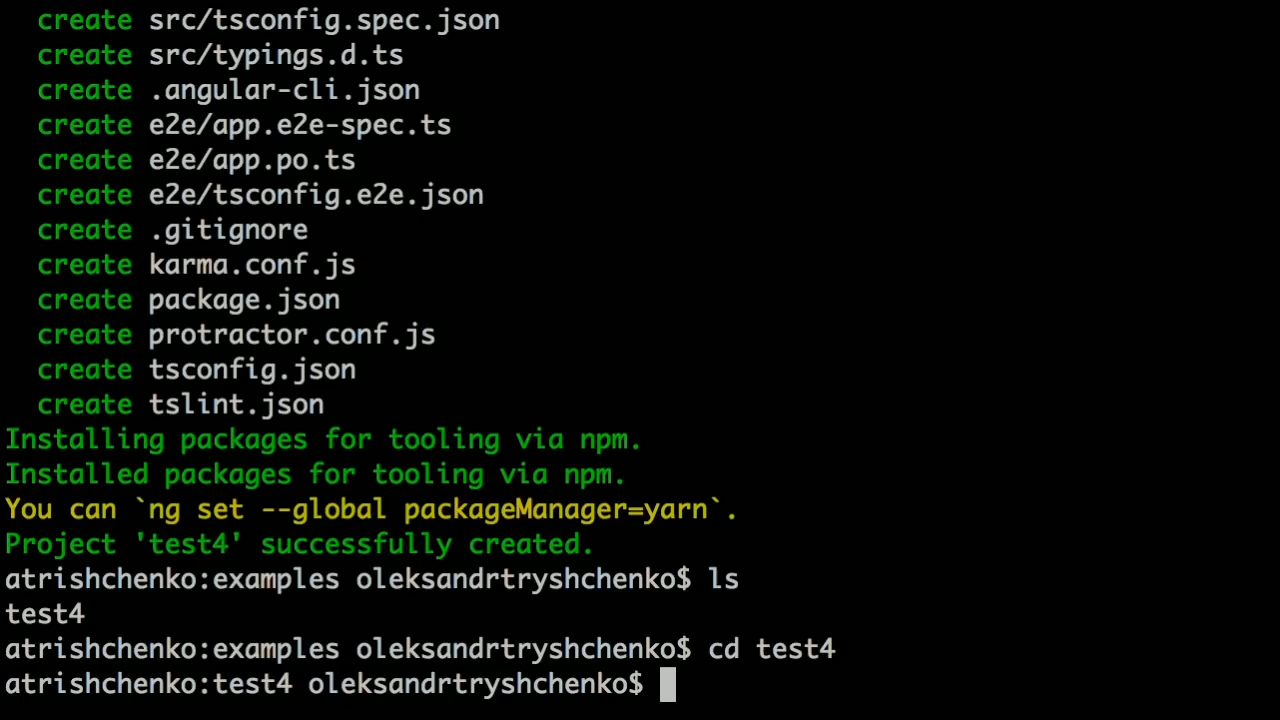 create src/tsconfig.spec.json
create src/typings.d.ts
create .angular-cli.json
create e2e/app.e2e-spec.ts
create e2e/app.po.ts
create e2e/tsconfig.e2e.json
create .gitignore
create karma.conf.js
create package.json
create protractor.conf.js
create tsconfig.json
create tslint.json
Installing packages for tooling via npm.
Installed packages for tooling via npm.
You can `ng set --global packageManager=yarn`.
Project 'test4' successfully created.
atrishchenko:examples oleksandrtryshchenko$ ls
test4
atrishchenko:examples oleksandrtryshchenko$ cd test4
atrishchenko:test4 oleksandrtryshchenko$